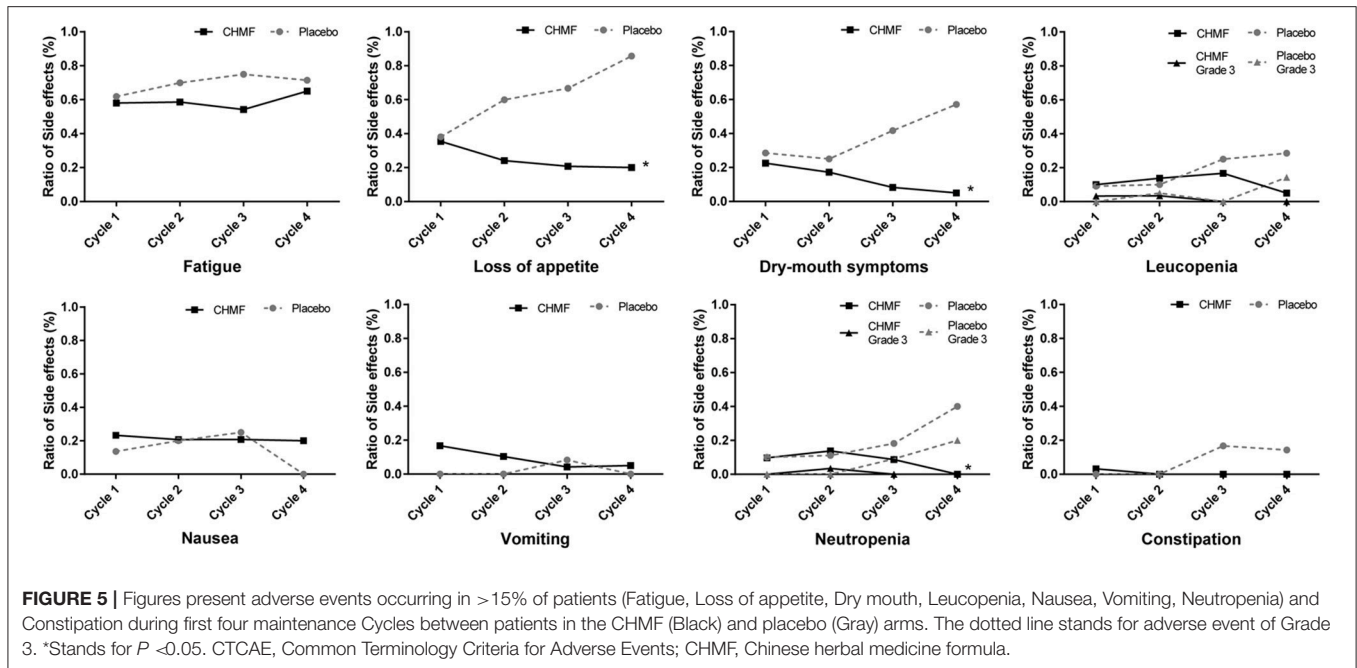 CHMF Placebo
Ratio of Side effects (%)
1.0
0.8
0.6
0.4
0.2
0.0
Cycle 1
Cycle 2
Cycle 3
Cycle 4
Fatigue
CHMF Placebo
Ratio of Side effects (%)
1.0
0.8
0.6
0.4
0.2
0.0
*
Cycle 1
Cycle 2
Cycle 3
Cycle 4
Loss of appetite
CHMF Placebo
Ratio of Side effects (%)
1.0
0.8
0.6
0.4
0.2
0.0
*
Cycle 1
Cycle 2
Cycle 3
Cycle 4
Dry-mouth symptoms
CHMF Placebo
CHMF Placebo
Grade 3 Grade 3
Ratio of Side effects (%)
1.0
0.8
0.6
0.4
0.2
0.0
Cycle 1
Cycle 2
Cycle 3
Cycle 4
Leucopenia
CHMF Placebo
Ratio of Side effects (%)
1.0
0.8
0.6
0.4
0.2
0.0
Cycle 1
Cycle 2
Cycle 3
Cycle 4
Nausea
CHMF Placebo
Ratio of Side effects (%)
1.0
0.8
0.6
0.4
0.2
0.0
Cycle 1
Cycle 2
Cycle 3
Cycle 4
Vomiting
CHMF Placebo
CHMF Placebo
Grade 3 Grade 3
Ratio of Side effects (%)
1.0
0.8
0.6
0.4
0.2
0.0
*
Cycle 1
Cycle 2
Cycle 3
Cycle 4
Neutropenia
CHMF Placebo
Ratio of Side effects (%)
1.0
0.8
0.6
0.4
0.2
0.0
Cycle 1
Cycle 2
Cycle 3
Cycle 4
Constipation
FIGURE 5 | Figures present adverse events occurring in >15% of patients (Fatigue, Loss of appetite, Dry mouth, Leucopenia, Nausea, Vomiting, Neutropenia) and
Constipation during first four maintenance Cycles between patients in the CHMF (Black) and placebo (Gray) arms. The dotted line stands for adverse event of Grade
3. *Stands for P <0.05. CTCAE, Common Terminology Criteria for Adverse Events; CHMF, Chinese herbal medicine formula.